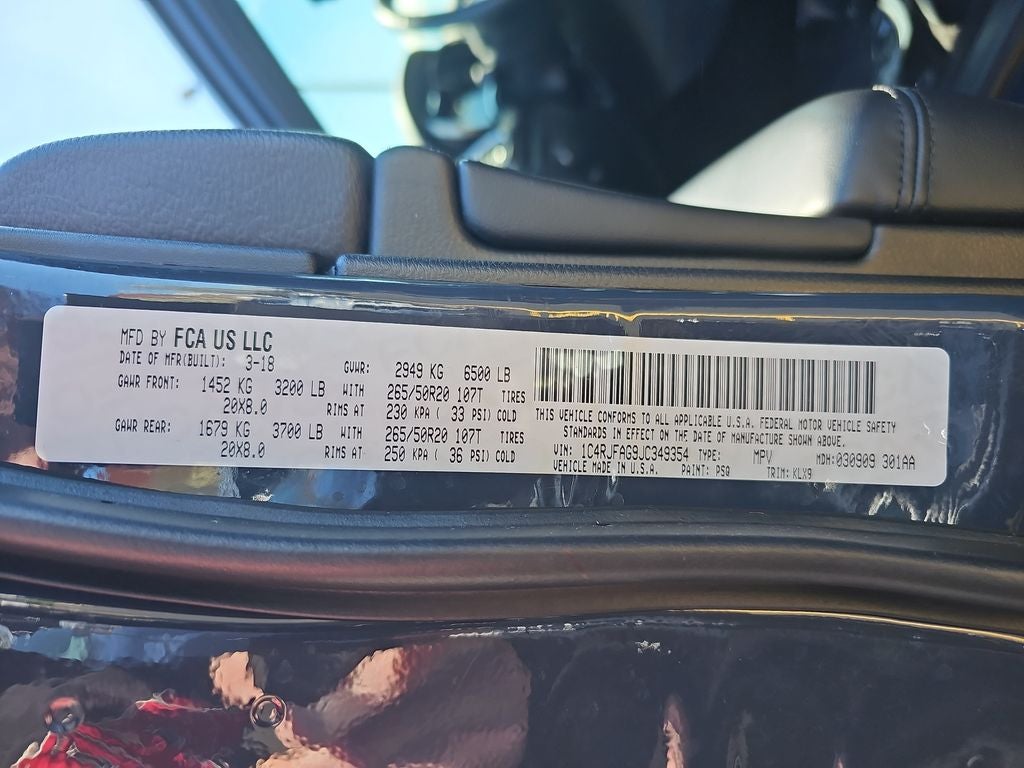 MFD BY FCA US LLC
DATE OF MFR(BUILT): 3-18 GVWR: 2949 KG 6500 LB
GAWR FRONT: 1452 KG 3200 LB WITH 265/50R20 107T TIRES
20X8.0 RIMS AT 230 KPA ( 33 PSI) COLD
GAWR REAR: 1679 KG 3700 LB WITH 265/50R20 107T TIRES
20X8.0 RIMS AT 250 KPA ( 36 PSI) COLD
THIS VEHICLE CONFORMS TO ALL APPLICABLE U.S.A. FEDERAL MOTOR VEHICLE SAFETY
STANDARDS IN EFFECT ON THE DATE OF MANUFACTURE SHOWN ABOVE.
VIN: 1C4RJFAG9JC349354 TYPE: MPV MDH:030909 301AA
VEHICLE MADE IN U.S.A. PAINT: PSQ TRIM: KLX9